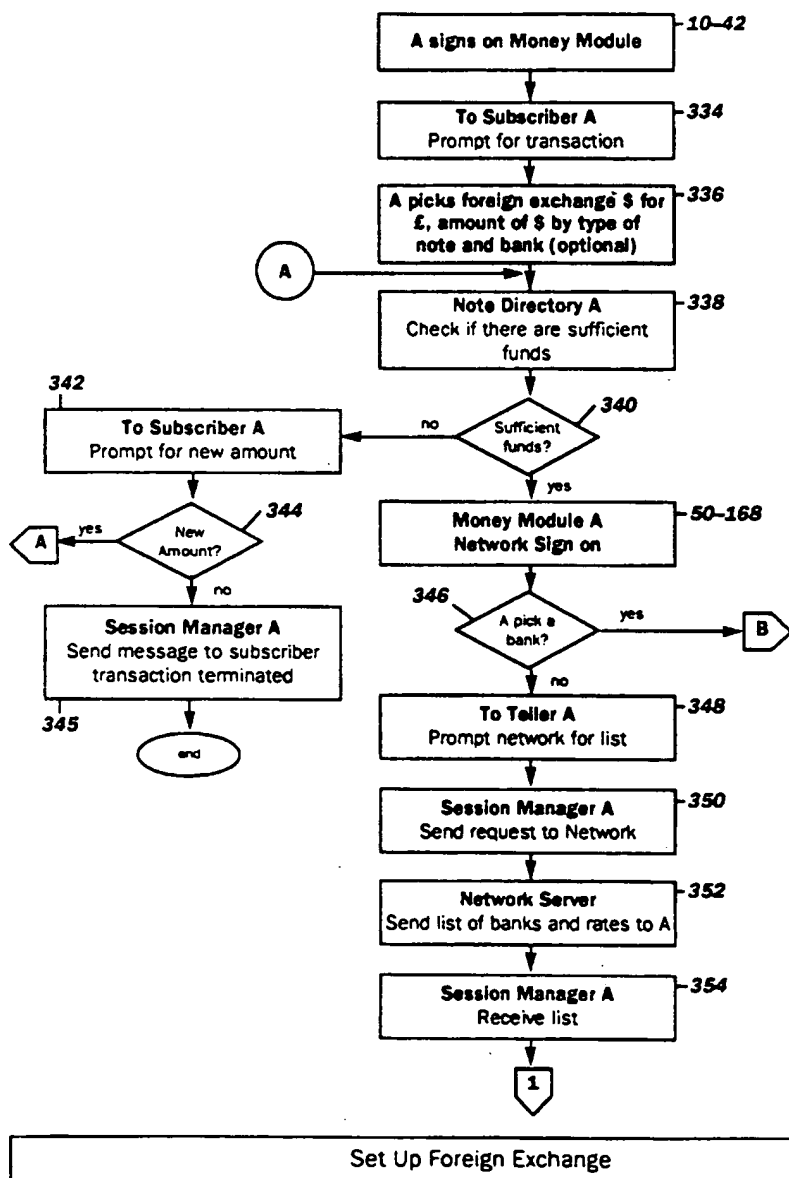 A signs on Money Module
10–42
To Subscriber A
Prompt for transaction
334
A picks foreign exchange $ for
£, amount of $ by type of
note and bank (optional)
336
A
Note Directory A
Check if there are sufficient
funds
338
342
To Subscriber A
Prompt for new amount
no
Sufficient
funds?
340
yes
A
yes
New
Amount?
344
no
Money Module A
Network Sign on
50–168
346
A pick a
bank?
yes
B
no
Session Manager A
Send message to subscriber
transaction terminated
345
end
To Teller A
Prompt network for list
348
Session Manager A
Send request to Network
350
Network Server
Send list of banks and rates to A
352
Session Manager A
Receive list
354
1
Set Up Foreign Exchange